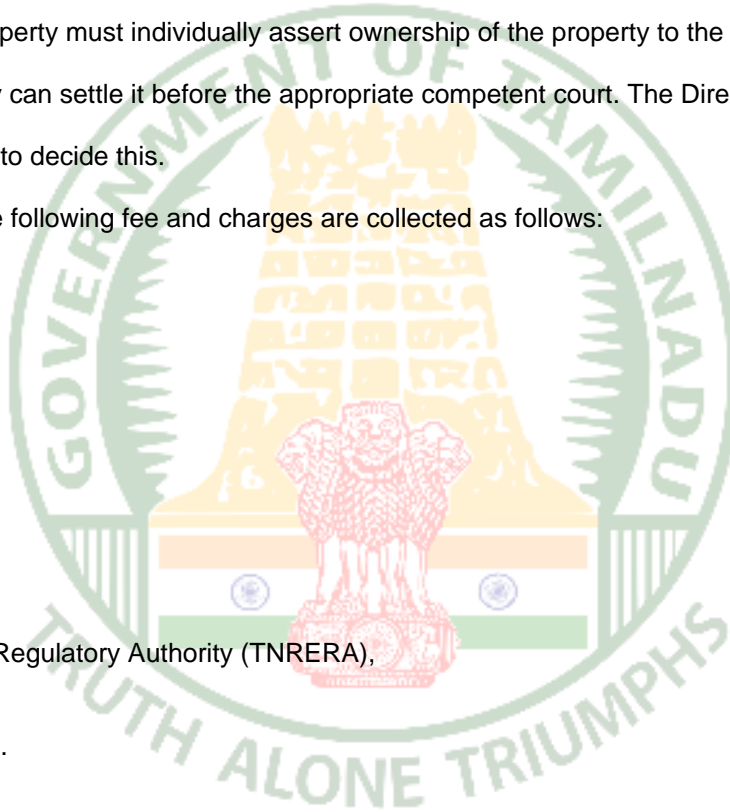 operty must individually assert ownership of the property to the
can settle it before the appropriate competent court. The Dire
to decide this.
following fee and charges are collected as follows:
GOVERNMENT OF TAMILNADU
Regulatory Authority (TNRERA),
.
TRUTH ALONE TRIUMPHS